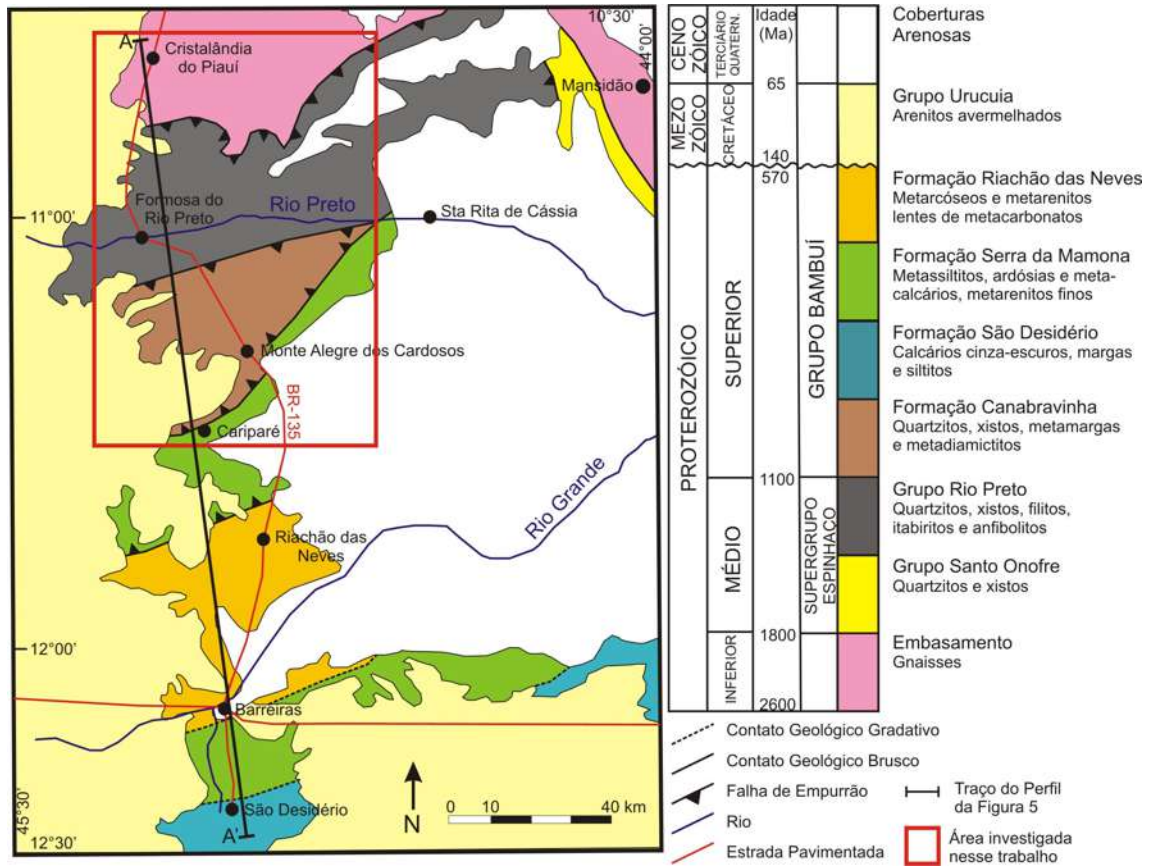 10:30'
44:00'
A
Cristalândia
do Piauí
Mansidão
11°00'
Formosa do
Rio Preto
Rio Preto
Sta Rita de Cássia
Monte Alegre dos Cardosos
BR-135
Cariparé
Rio Grande
Riachão das
Neves
12°00'
Barreiras
São Desidério
A'
45°30'
12°30'
N
0 10 40 km
Idade
(Ma)
CENO
ZÓICO
TERCIÁRIO
QUATERN.
Coberturas
Arenosas
65
MEZO
ZÓICO
CRETÁCEO
Grupo Urucuia
Arenitos avermelhados
140
570
PROTEROZÓICO
SUPERIOR
GRUPO BAMBUÍ
Formação Riachão das Neves
Metarcóseos e metarenitos
lentes de metacarbonatos
Formação Serra da Mamona
Metassiltitos, ardósias e meta-
calcários, metarenitos finos
Formação São Desidério
Calcários cinza-escuros, margas
e siltitos
Formação Canabravinha
Quartzitos, xistos, metamargas
e metadiamictitos
1100
MÉDIO
SUPERGRUPO
ESPINHAÇO
Grupo Rio Preto
Quartzitos, xistos, filitos,
itabiritos e anfibolitos
Grupo Santo Onofre
Quartzitos e xistos
1800
INFERIOR
Embasamento
Gnaisses
2600
Contato Geológico Gradativo
Contato Geológico Brusco
Falha de Empurrão
Rio
Estrada Pavimentada
Traço do Perfil
da Figura 5
Área investigada
nesse trabalho